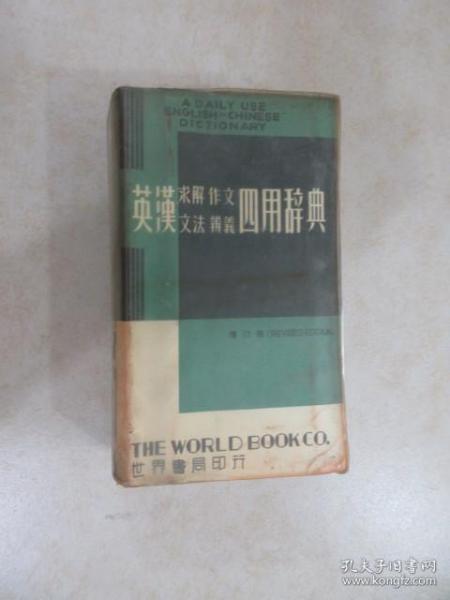 A DAILY USE
ENGLISH-CHINESE
DICTIONARY
英漢求解作文文法辨義四用辞典
增訂本(REVISED EDITION)
THE WORLD BOOK CO.
世界書局印行
孔夫子旧书网
www.kongfz.com